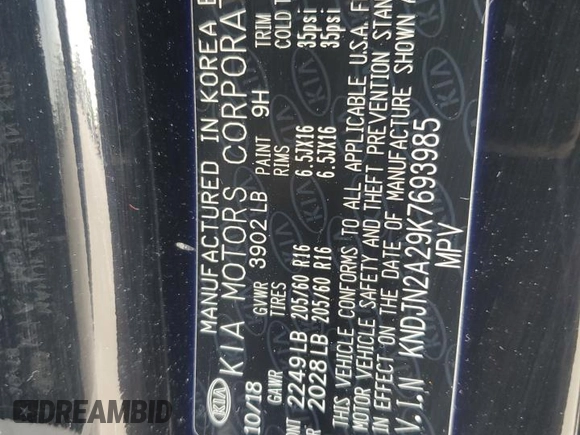 MANUFACTURED IN KOREA
KIA KIA MOTORS CORPORAT
10/18 GVWR 3902 LB PAINT 9H TRIM
GAWR TIRES RIMS COLD
2249 LB 205/60 R16 6.5JX16 35psi
2028 LB 205/60 R16 6.5JX16 35psi
THIS VEHICLE CONFORMS TO ALL APPLICABLE U.S.A.
MOTOR VEHICLE SAFETY AND THEFT PREVENTION STAN
IN EFFECT ON THE DATE OF MANUFACTURE SHOWN
V.I.N KNDJN2A29K7693985
MPV
DREAMBID